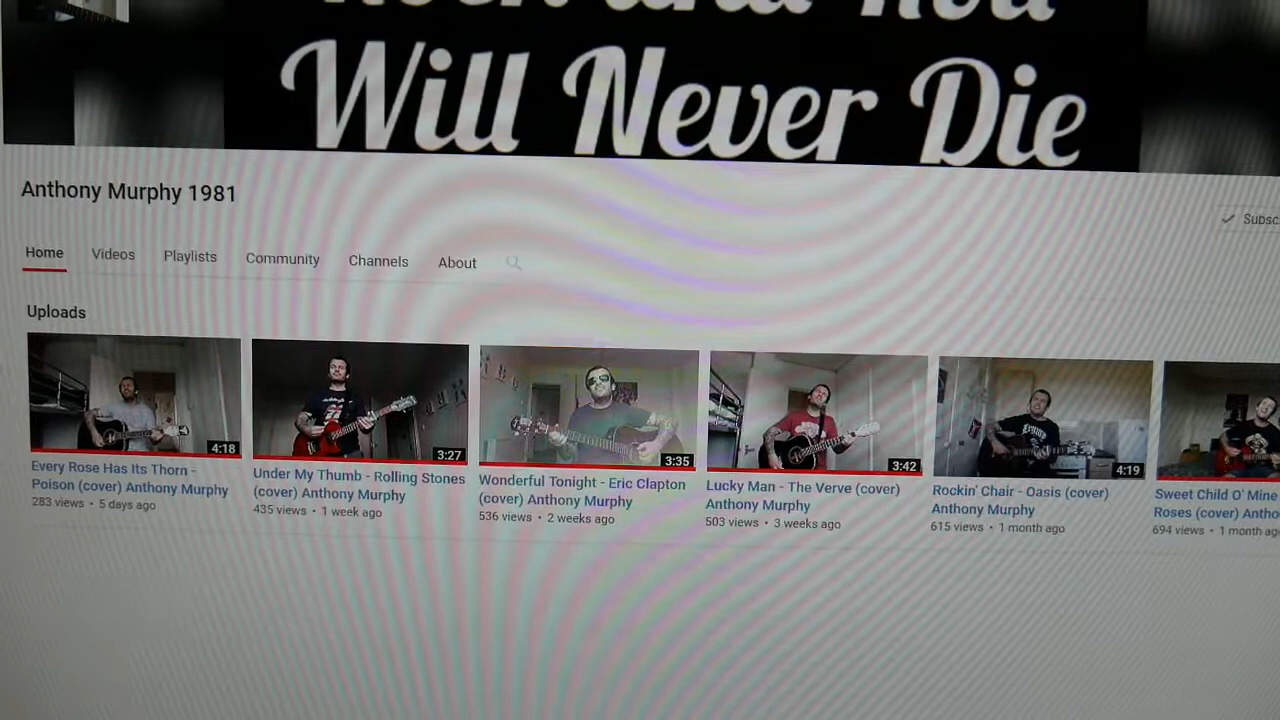 Will Never Die
Anthony Murphy 1981
Home Videos Playlists Community Channels About
Uploads
4:18
3:27
3:35
3:42
4:19
Every Rose Has Its Thorn -
Poison (cover) Anthony Murphy
283 views • 5 days ago
Under My Thumb - Rolling Stones
(cover) Anthony Murphy
435 views • 1 week ago
Wonderful Tonight - Eric Clapton
(cover) Anthony Murphy
536 views • 2 weeks ago
Lucky Man - The Verve (cover)
Anthony Murphy
503 views • 3 weeks ago
Rockin' Chair - Oasis (cover)
Anthony Murphy
615 views • 1 month ago
Sweet Child O' Mine
Roses (cover)
694 views • 1 month